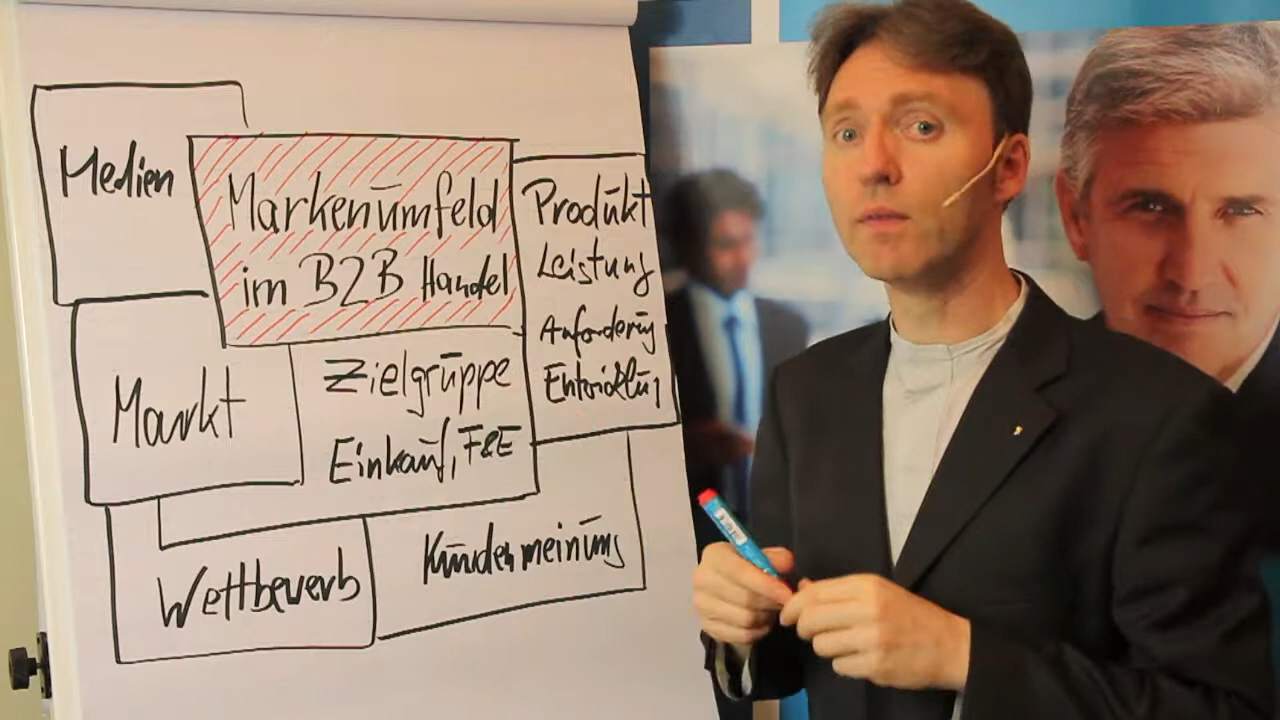 Medien
Markenumfeld
im B2B Handel
Produkt
Leistung
Anforderung
Entwicklung
Markt
Zielgruppe
Einkauf, F&E
Wettbewerb
Kundenmeinung